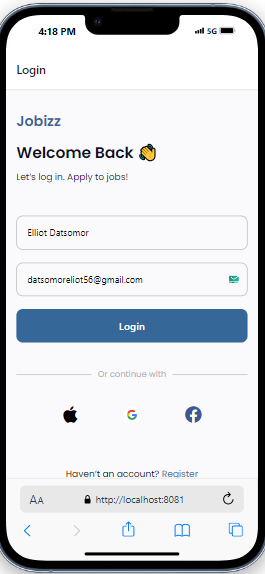 4:18 PM
5G
Login
Jobizz
Welcome Back 👋
Let's log in. Apply to jobs!
Elliot Datsomor
datsomoreliot56@gmail.com
Login
Or continue with
Haven't an account? Register
AA
http://localhost:8081